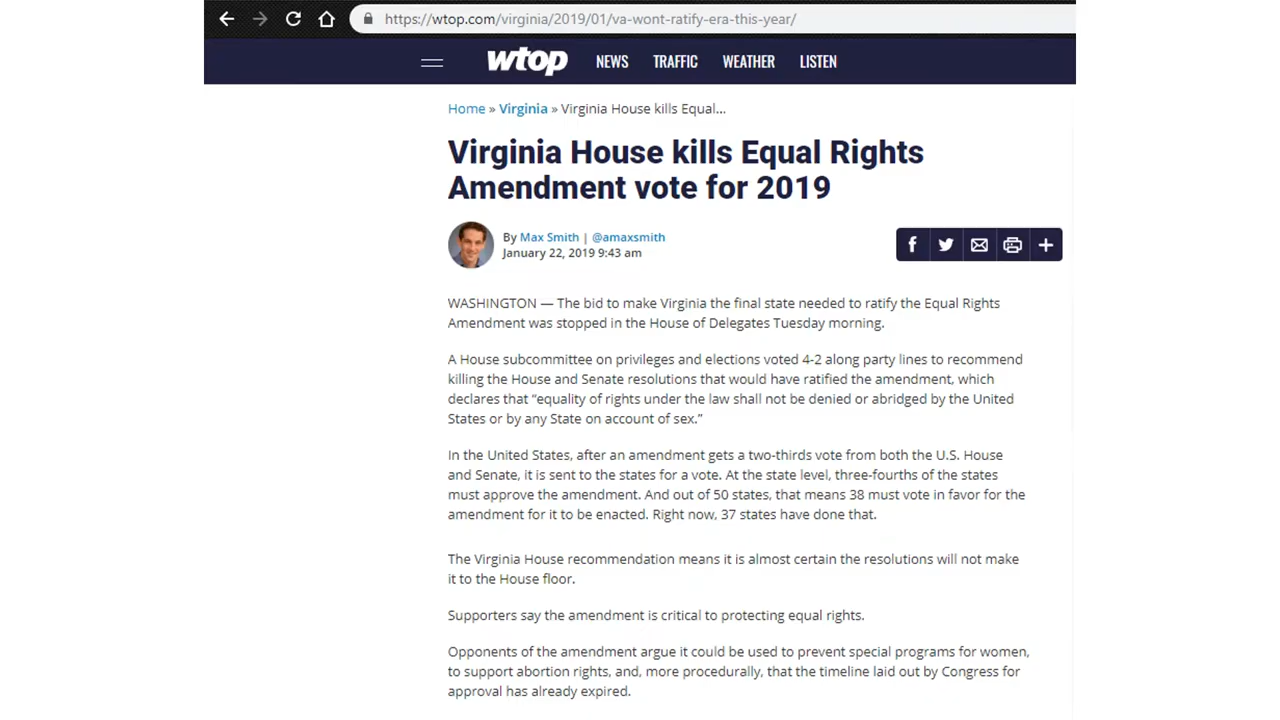 https://wtop.com/virginia/2019/01/va-wont-ratify-era-this-year/
wtop NEWS TRAFFIC WEATHER LISTEN
Home » Virginia » Virginia House kills Equal...
Virginia House kills Equal Rights
Amendment vote for 2019
By Max Smith | @amaxsmith
January 22, 2019 9:43 am
WASHINGTON — The bid to make Virginia the final state needed to ratify the Equal Rights
Amendment was stopped in the House of Delegates Tuesday morning.
A House subcommittee on privileges and elections voted 4-2 along party lines to recommend
killing the House and Senate resolutions that would have ratified the amendment, which
declares that “equality of rights under the law shall not be denied or abridged by the United
States or by any State on account of sex.”
In the United States, after an amendment gets a two-thirds vote from both the U.S. House
and Senate, it is sent to the states for a vote. At the state level, three-fourths of the states
must approve the amendment. And out of 50 states, that means 38 must vote in favor for the
amendment for it to be enacted. Right now, 37 states have done that.
The Virginia House recommendation means it is almost certain the resolutions will not make
it to the House floor.
Supporters say the amendment is critical to protecting equal rights.
Opponents of the amendment argue it could be used to prevent special programs for women,
to support abortion rights, and, more procedurally, that the timeline laid out by Congress for
approval has already expired.